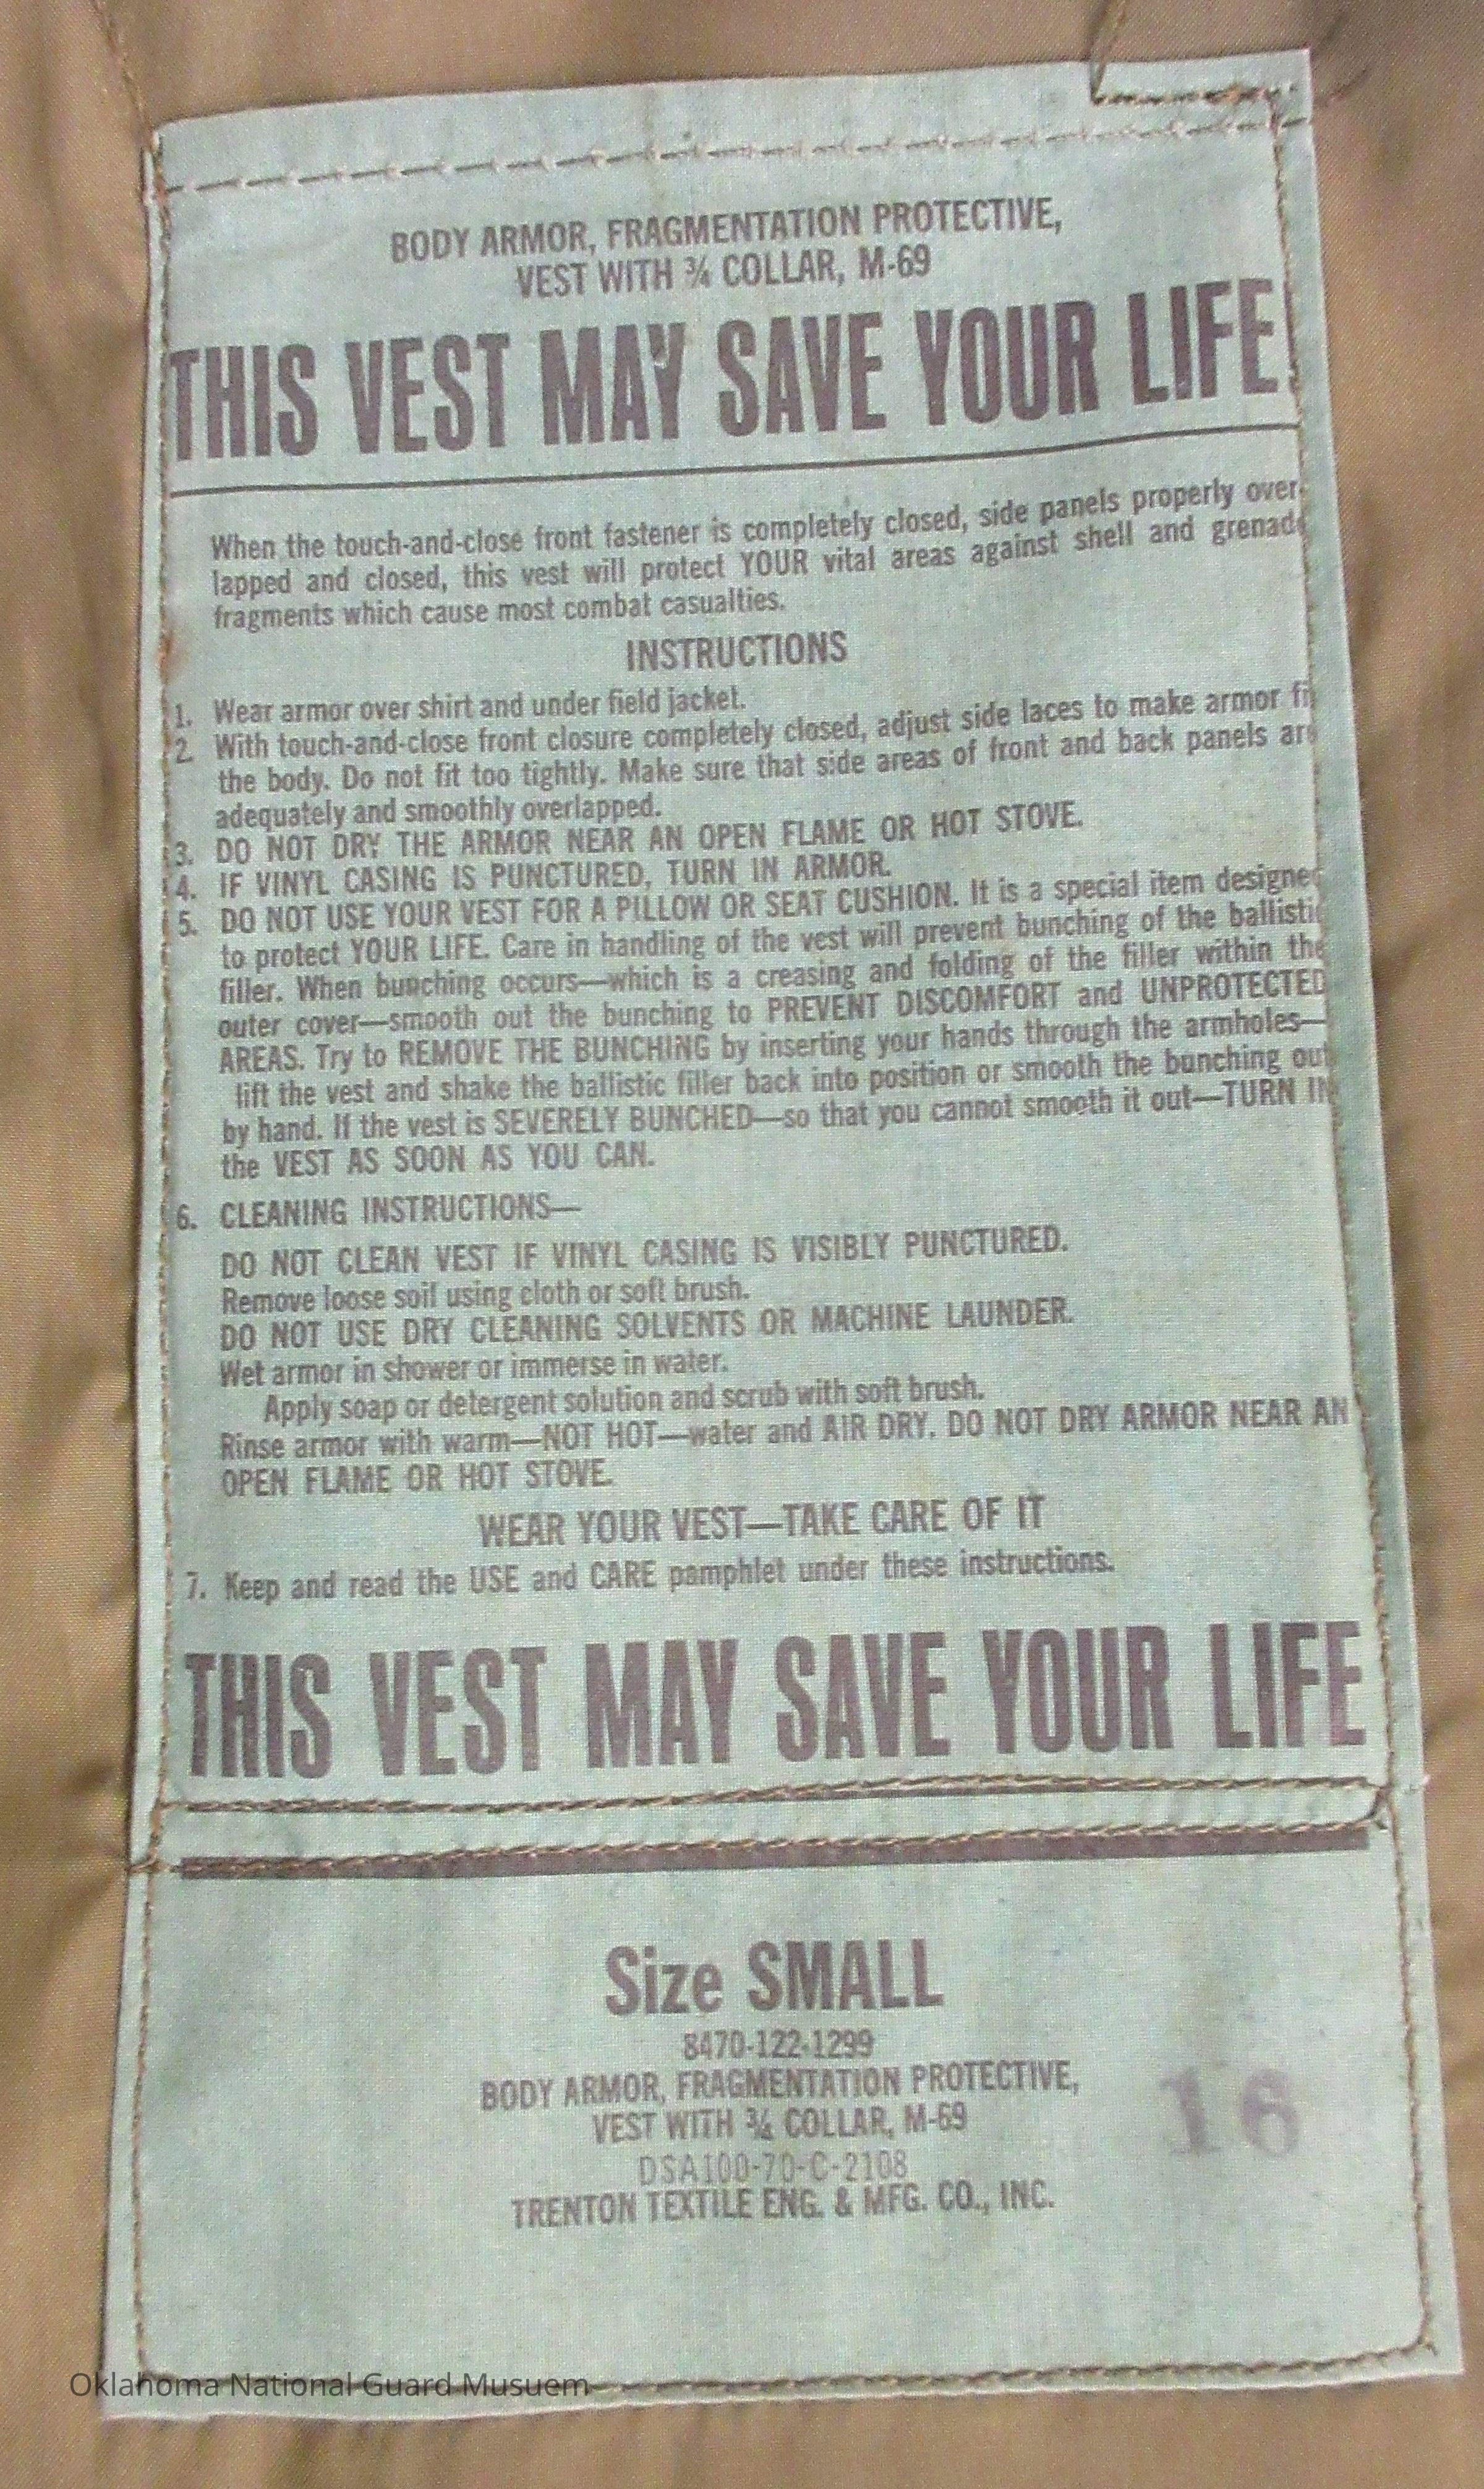 BODY ARMOR, FRAGMENTATION PROTECTIVE,
VEST WITH ¾ COLLAR, M-69
THIS VEST MAY SAVE YOUR LIFE
When the touch-and-close front fastener is completely closed, side panels properly over-
lapped and closed, this vest will protect YOUR vital areas against shell and grenade
fragments which cause most combat casualties.
INSTRUCTIONS
1. Wear armor over shirt and under field jacket.
2. With touch-and-close front closure completely closed, adjust side laces to make armor fit
the body. Do not fit too tightly. Make sure that side areas of front and back panels are
adequately and smoothly overlapped.
3. DO NOT DRY THE ARMOR NEAR AN OPEN FLAME OR HOT STOVE.
4. IF VINYL CASING IS PUNCTURED, TURN IN ARMOR.
5. DO NOT USE YOUR VEST FOR A PILLOW OR SEAT CUSHION. It is a special item designed
to protect YOUR LIFE. Care in handling of the vest will prevent bunching of the ballistic
filler. When bunching occurs—which is a creasing and folding of the filler within the
outer cover—smooth out the bunching to PREVENT DISCOMFORT and UNPROTECTED
AREAS. Try to REMOVE THE BUNCHING by inserting your hands through the armholes—
lift the vest and shake the ballistic filler back into position or smooth the bunching out
by hand. If the vest is SEVERELY BUNCHED—so that you cannot smooth it out—TURN IN
the VEST AS SOON AS YOU CAN.
6. CLEANING INSTRUCTIONS—
DO NOT CLEAN VEST IF VINYL CASING IS VISIBLY PUNCTURED.
Remove loose soil using cloth or soft brush.
DO NOT USE DRY CLEANING SOLVENTS OR MACHINE LAUNDER.
Wet armor in shower or immerse in water.
Apply soap or detergent solution and scrub with soft brush.
Rinse armor with warm—NOT HOT—water and AIR DRY. DO NOT DRY ARMOR NEAR AN
OPEN FLAME OR HOT STOVE.
WEAR YOUR VEST—TAKE CARE OF IT
7. Keep and read the USE and CARE pamphlet under these instructions.
THIS VEST MAY SAVE YOUR LIFE
Size SMALL
8470-122-1299
BODY ARMOR, FRAGMENTATION PROTECTIVE,
VEST WITH ¾ COLLAR, M-69
DSA100-70-C-2108
TRENTON TEXTILE ENG. & MFG. CO., INC.
16
Oklahoma National Guard Musuem